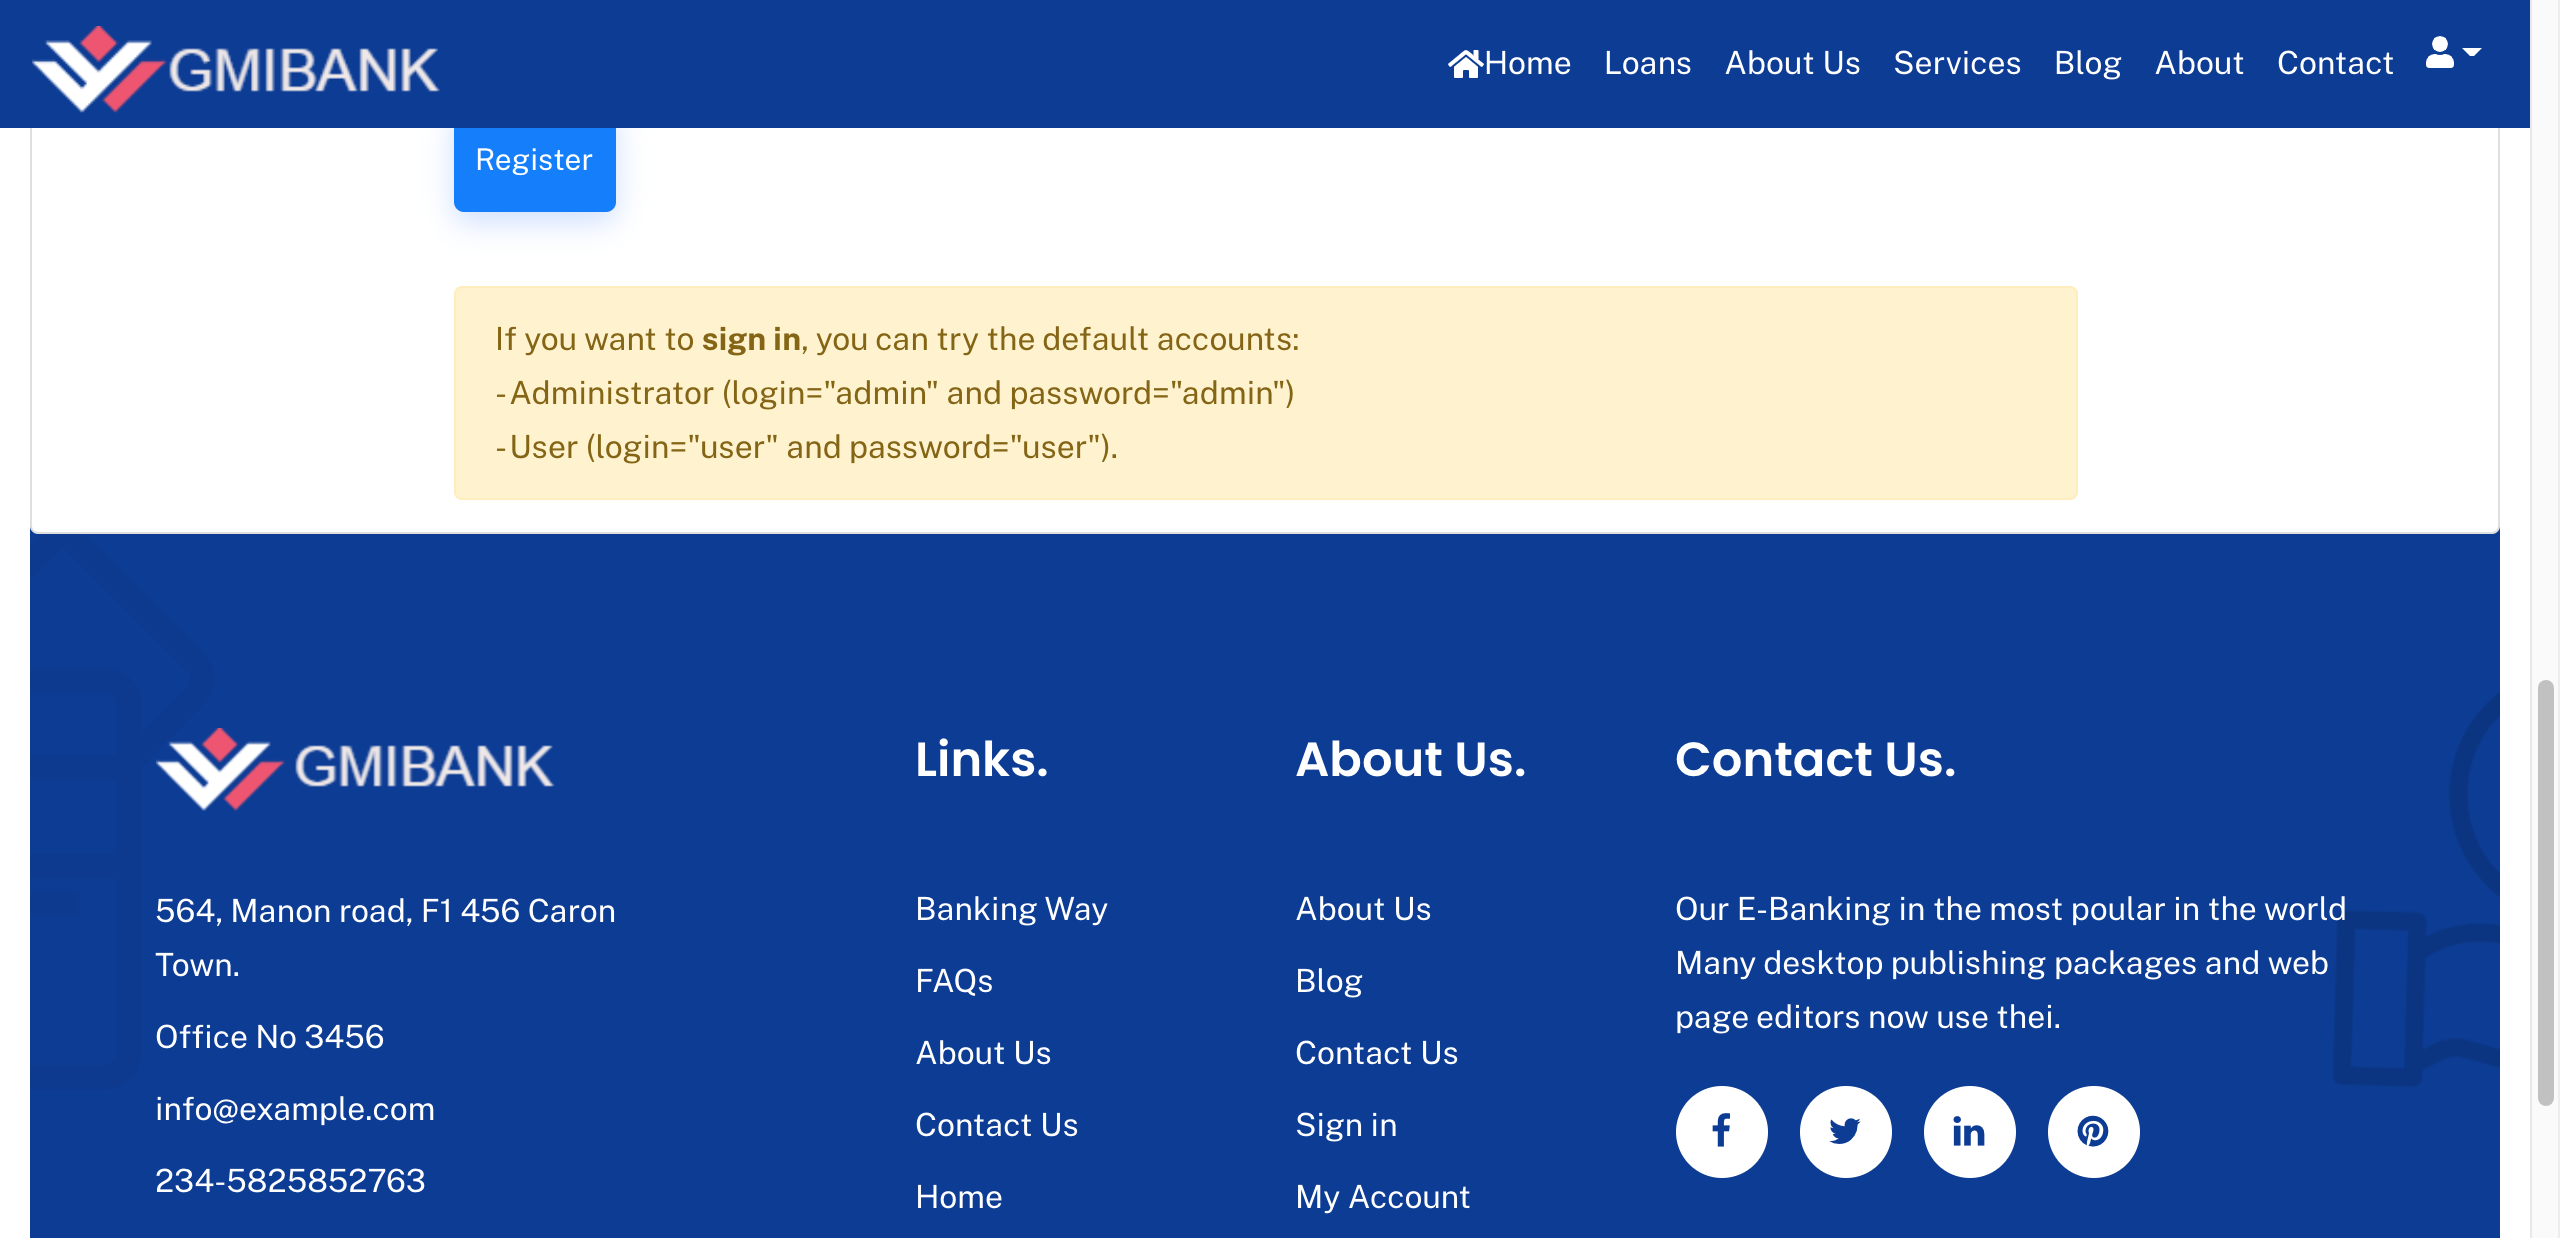 GMIBANK
Home Loans About Us Services Blog About Contact
Register
If you want to sign in, you can try the default accounts:
- Administrator (login="admin" and password="admin")
- User (login="user" and password="user").
GMIBANK
564, Manon road, F1 456 Caron
Town.
Office No 3456
info@example.com
234-5825852763
Links.
Banking Way
FAQs
About Us
Contact Us
Home
About Us.
About Us
Blog
Contact Us
Sign in
My Account
Contact Us.
Our E-Banking in the most poular in the world
Many desktop publishing packages and web
page editors now use thei.